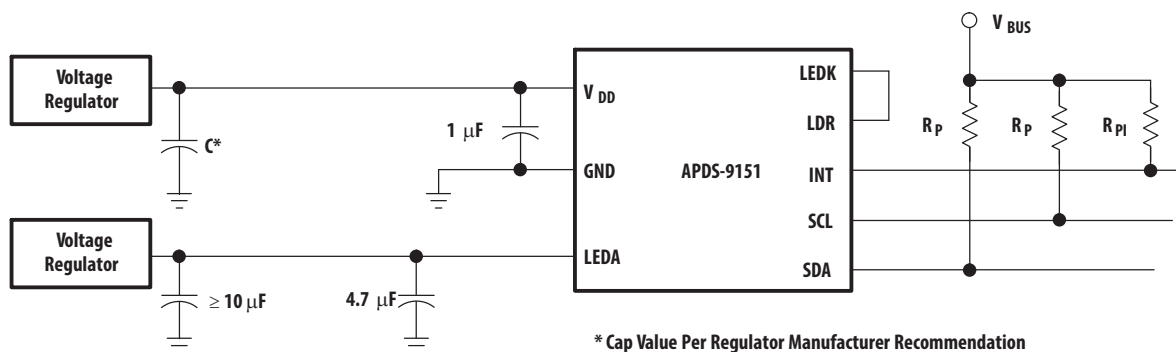 V BUS
Voltage
Regulator
LEDK
V DD
LDR
C*
1 μF
R P
R P
R PI
GND
APDS-9151
INT
SCL
Voltage
Regulator
LEDA
SDA
≥ 10 μF
4.7 μF
* Cap Value Per Regulator Manufacturer Recommendation